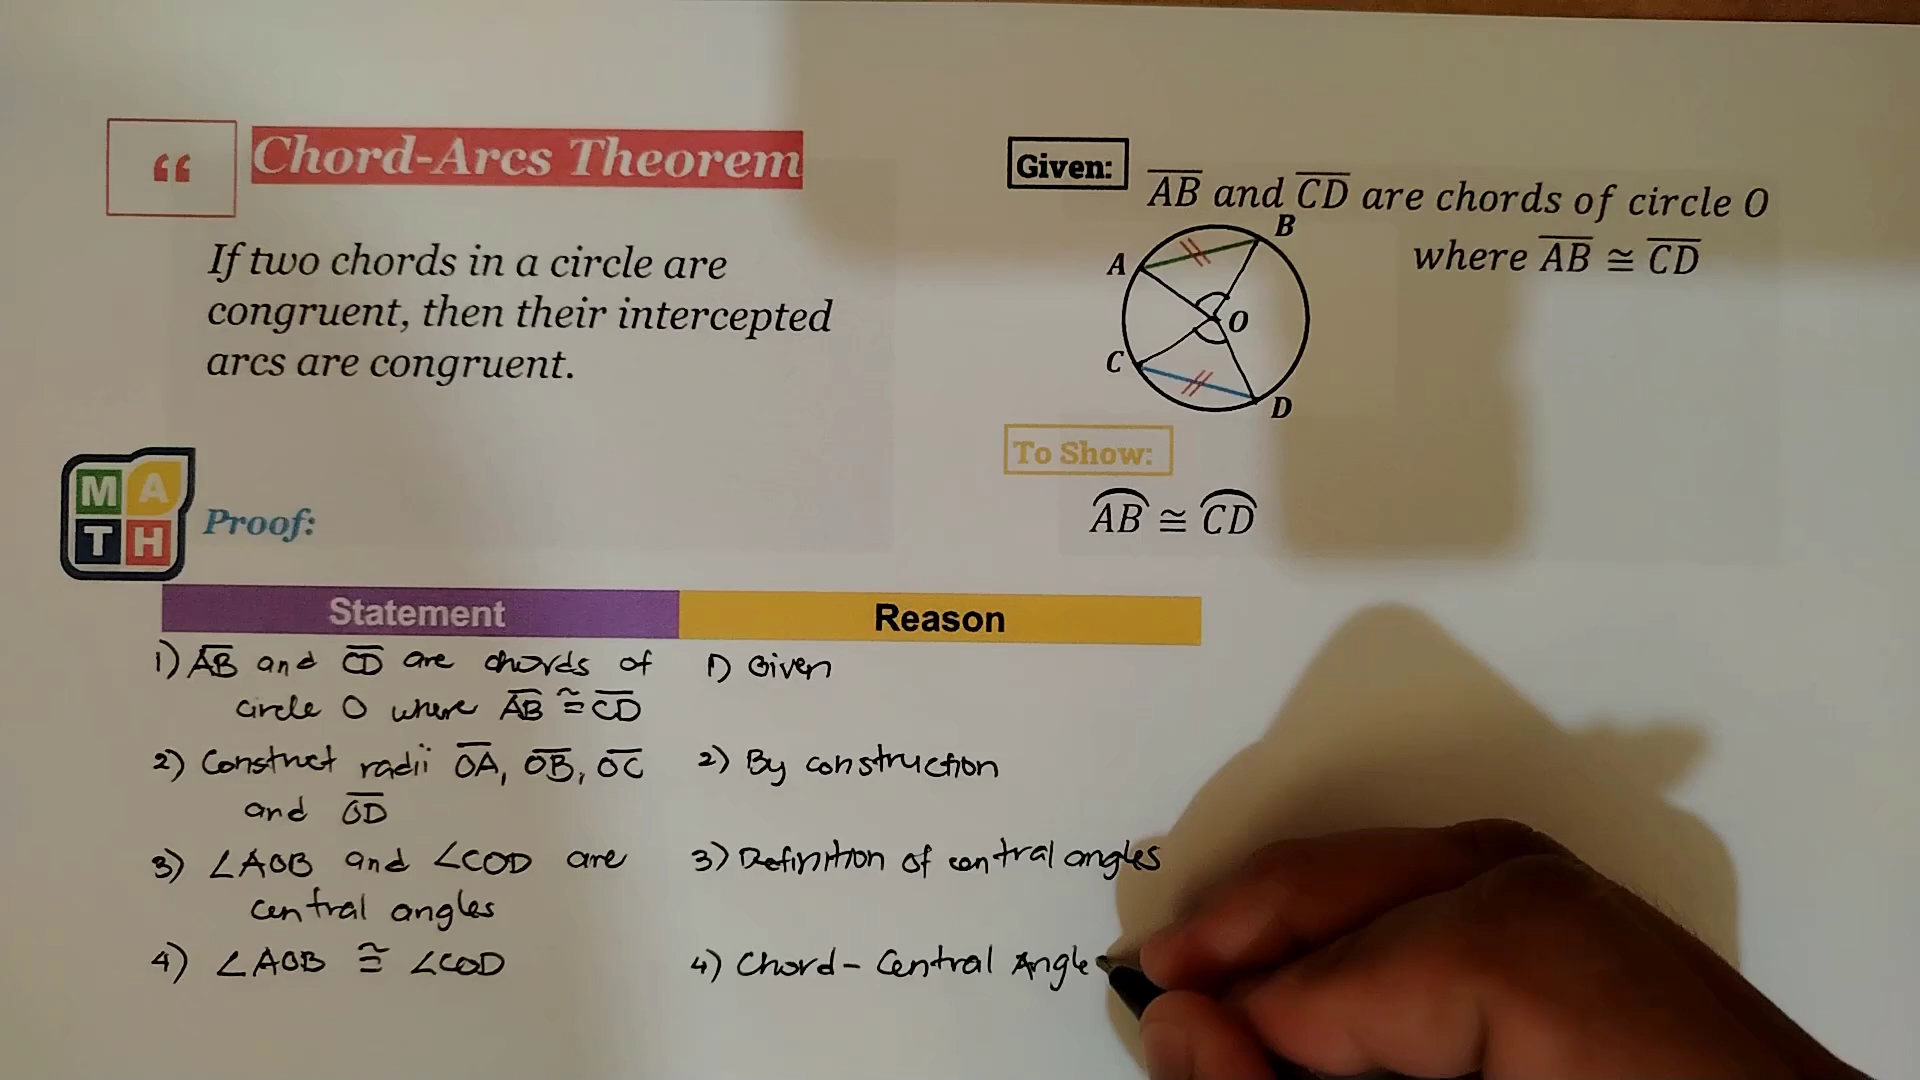 “
Chord-Arcs Theorem
If two chords in a circle are
congruent, then their intercepted
arcs are congruent.
Given:
AB and CD are chords of circle O
where AB ≅ CD
A
B
O
C
D
To Show:
AB ≅ CD
M A
T H
Proof:
Statement
Reason
1) AB and CD are chords of
circle O where AB ≅ CD
1) Given
2) Construct radii OA, OB, OC
and OD
2) By construction
3) ∠AOB and ∠COD are
central angles
3) Definition of central angles
4) ∠AOB ≅ ∠COD
4) Chord - Central Angle